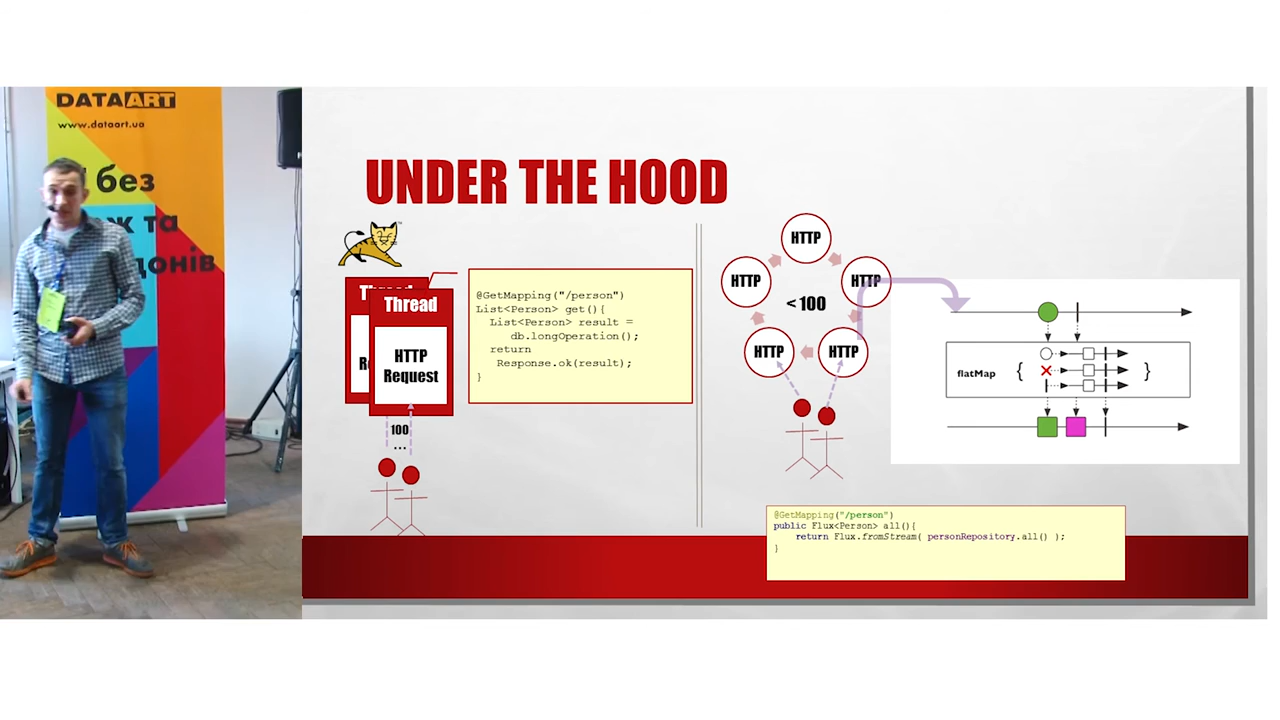 DATAART
www.dataart.ua
без
та
UNDER THE HOOD
Thread
HTTP
Request
100
...
@GetMapping("/person")
List<Person> get(){
List<Person> result =
db.longOperation();
return
Response.ok(result);
}
HTTP
HTTP
HTTP
< 100
HTTP
HTTP
flatMap { }
@GetMapping("/person")
public Flux<Person> all(){
return Flux.fromStream( personRepository.all() );
}